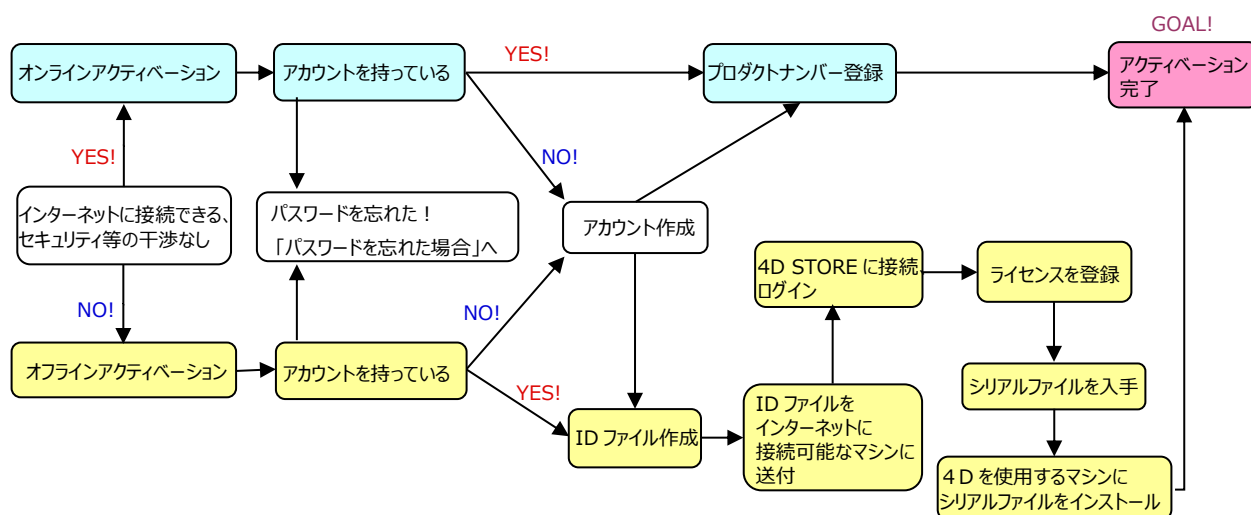 GOAL!
オンラインアクティベーション
アカウントを持っている
YES!
プロダクトナンバー登録
アクティベーション
完了
YES!
NO!
インターネットに接続できる、
セキュリティ等の干渉なし
パスワードを忘れた!
「パスワードを忘れた場合」へ
アカウント作成
4D STORE に接続
ログイン
ライセンスを登録
NO!
NO!
オフラインアクティベーション
アカウントを持っている
YES!
シリアルファイルを入手
ID ファイル作成
ID ファイルを
インターネットに
接続可能なマシンに
送付
4D を使用するマシンに
シリアルファイルをインストール